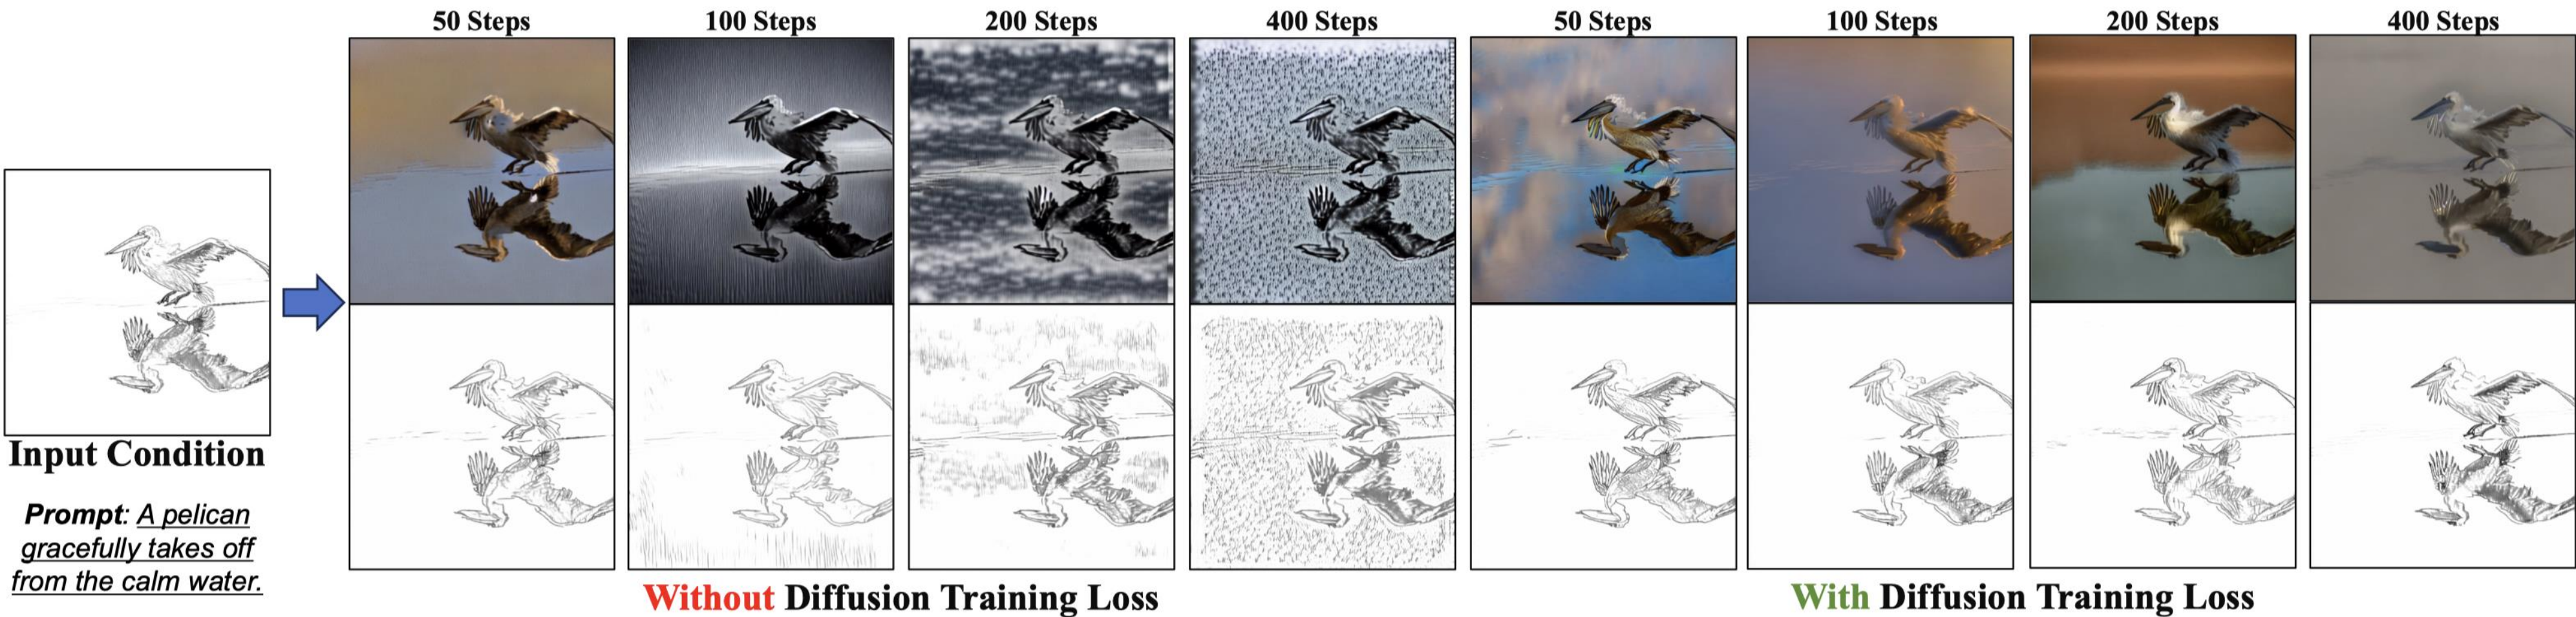 50 Steps
100 Steps
200 Steps
400 Steps
50 Steps
100 Steps
200 Steps
400 Steps
Input Condition
Prompt: A pelican
gracefully takes off
from the calm water.
Without Diffusion Training Loss
With Diffusion Training Loss